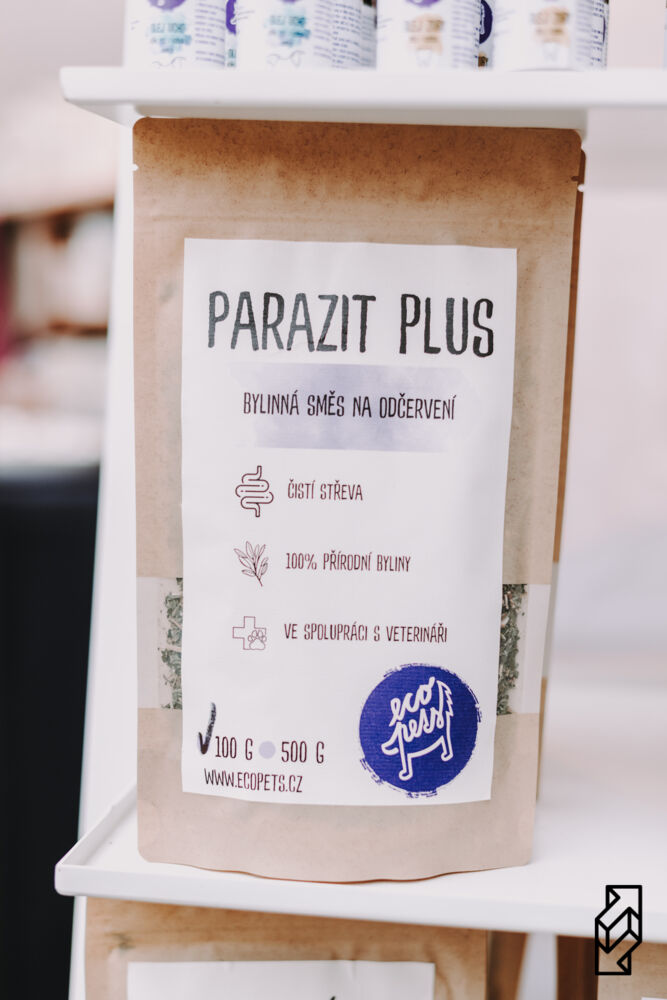 PARAZIT PLUS
BYLINNÁ SMĚS NA ODČERVENÍ
ČISTÍ STŘEVA
100% PŘÍRODNÍ BYLINY
VE SPOLUPRÁCI S VETERINÁŘI
eco
pets
100 G 500 G
WWW.ECOPETS.CZ